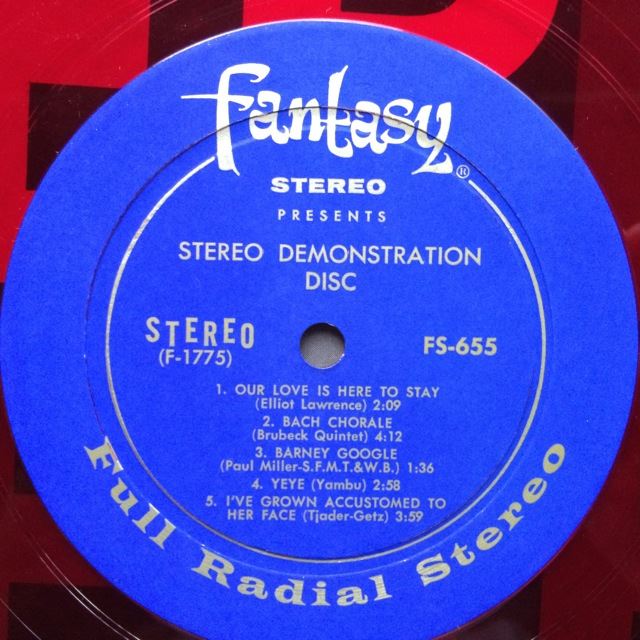 Fantasy®
STEREO
PRESENTS
STEREO DEMONSTRATION
DISC
STEREO
(F-1775)
FS-655
1. OUR LOVE IS HERE TO STAY
(Elliot Lawrence) 2:09
2. BACH CHORALE
(Brubeck Quintet) 4:12
3. BARNEY GOOGLE
(Paul Miller-S.F.M.T.&W.B.) 1:36
4. YEYE (Yambu) 2:58
5. I'VE GROWN ACCUSTOMED TO
HER FACE (Tjader-Getz) 3:59
Full Radial Stereo